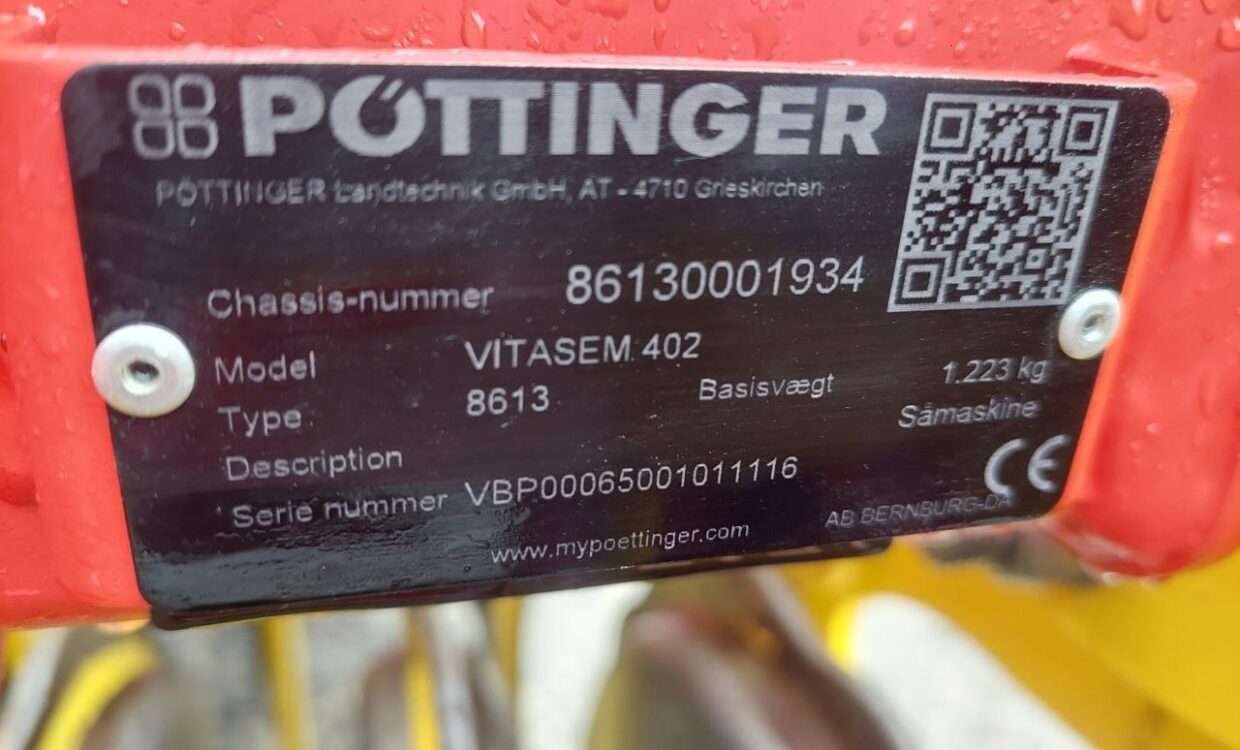 PÖTTINGER
PÖTTINGER Landtechnik GmbH, AT - 4710 Grieskirchen
Chassis-nummer 86130001934
Model VITASEM 402
Type 8613 Basisvægt 1.223 kg
Description Såmaskine
Serie nummer VBP00065001011116
CE
www.mypoettinger.com AB BERNBURG-DA